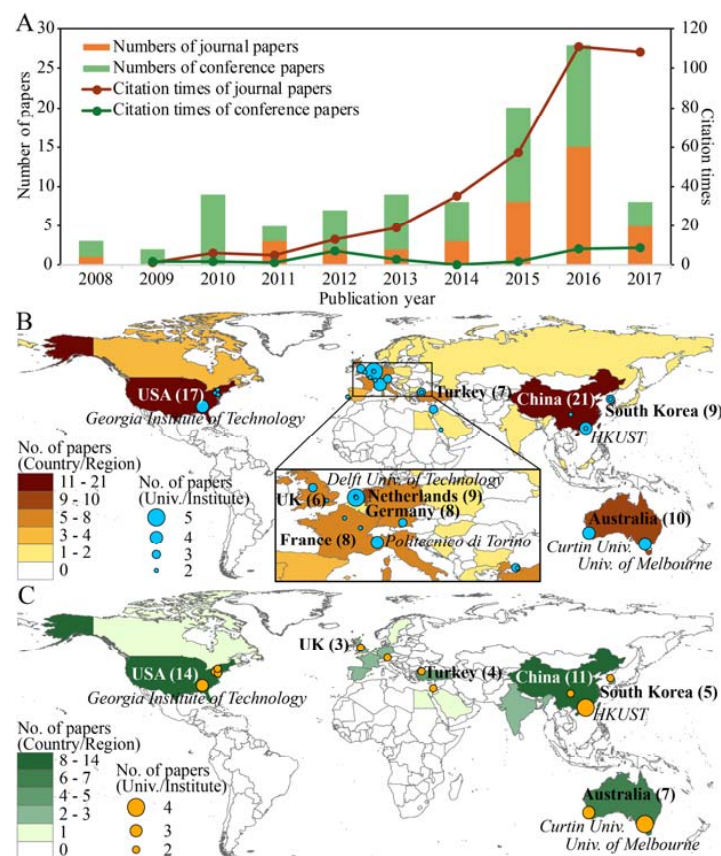 A
30
25
20
15
10
5
0
Number of papers
Numbers of journal papers
Numbers of conference papers
Citation times of journal papers
Citation times of conference papers
120
100
80
60
40
20
0
Citation times
2008 2009 2010 2011 2012 2013 2014 2015 2016 2017
Publication year
B
USA (17)
Georgia Institute of Technology
Turkey (7)
China (21)
South Korea (9)
HKUST
No. of papers
(Country/Region)
11 - 21
9 - 10
5 - 8
3 - 4
1 - 2
0
No. of papers
(Univ./Institute)
5
4
3
2
Delft Univ. of Technology
UK (6)
Netherlands (9)
Germany (8)
France (8)
Politecnico di Torino
Australia (10)
Curtin Univ.
Univ. of Melbourne
C
UK (3)
USA (14)
Georgia Institute of Technology
Turkey (4)
China (11)
South Korea (5)
HKUST
No. of papers
(Country/Region)
8 - 14
6 - 7
4 - 5
2 - 3
1
0
No. of papers
(Univ./Institute)
4
3
2
Australia (7)
Curtin Univ.
Univ. of Melbourne